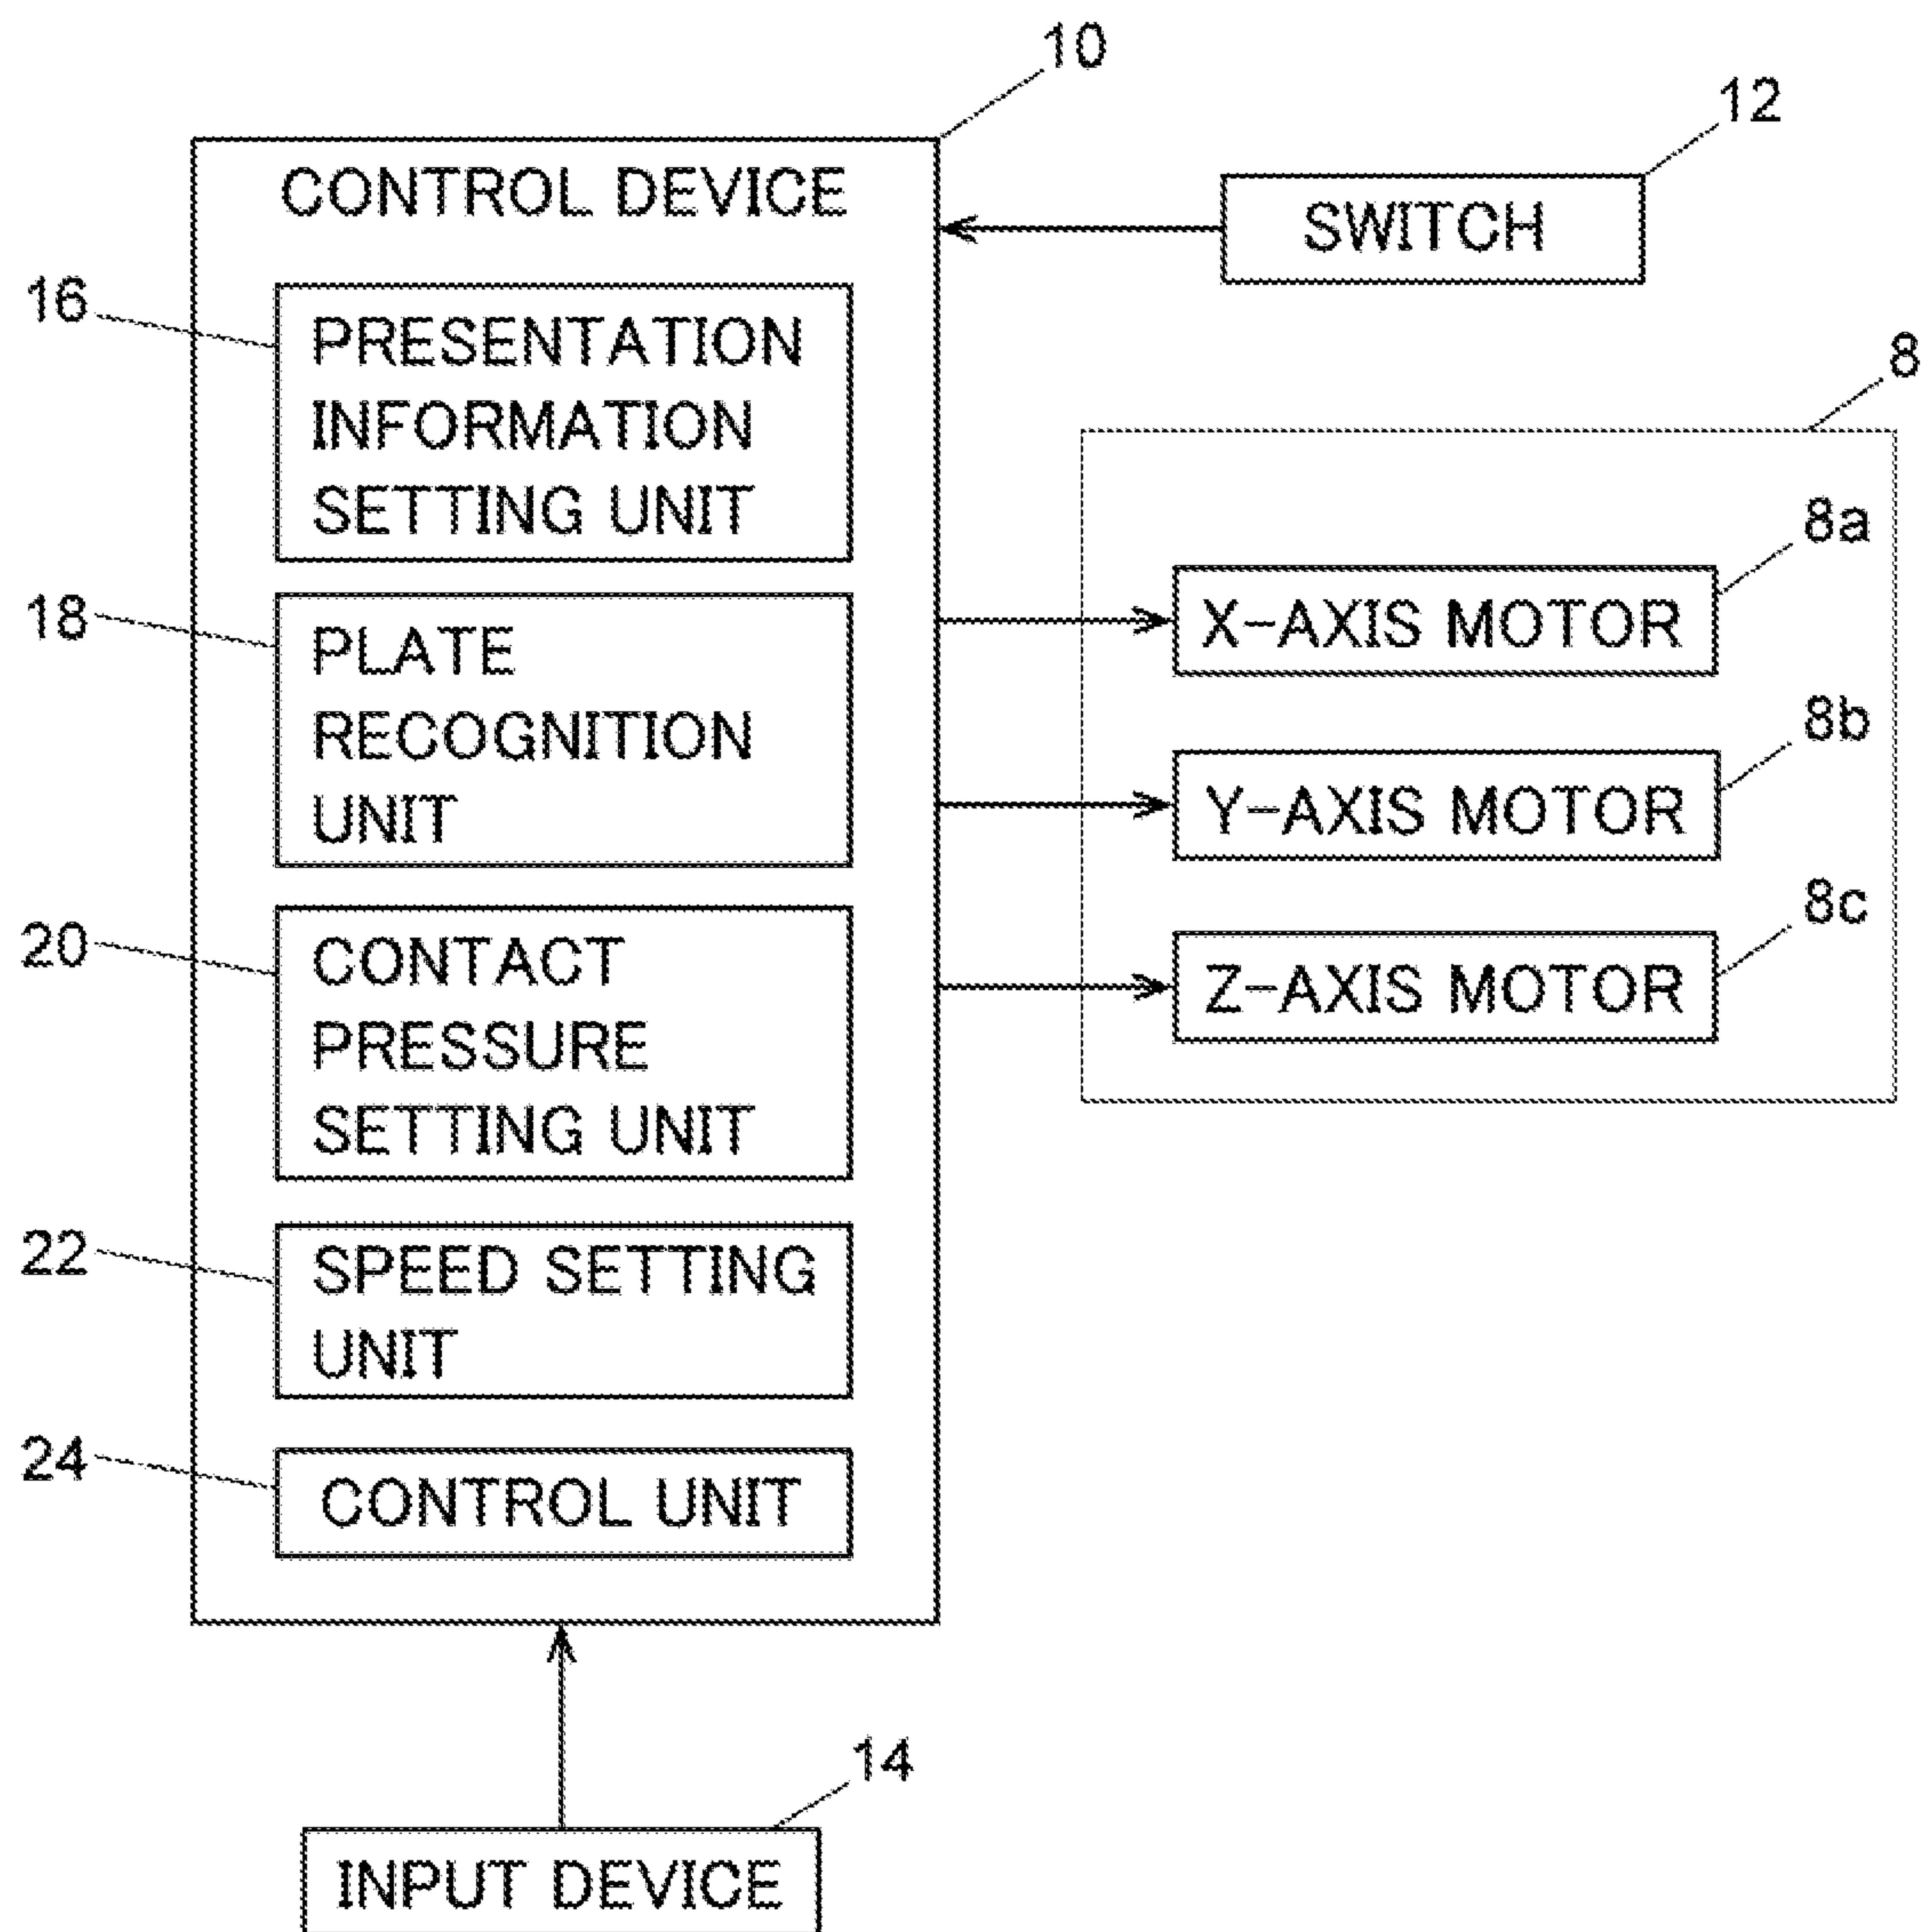 10
12
CONTROL DEVICE
SWITCH
16
PRESENTATION
INFORMATION
SETTING UNIT
8
8a
X-AXIS MOTOR
18
PLATE
RECOGNITION
UNIT
8b
Y-AXIS MOTOR
8c
Z-AXIS MOTOR
20
CONTACT
PRESSURE
SETTING UNIT
22
SPEED SETTING
UNIT
24
CONTROL UNIT
14
INPUT DEVICE